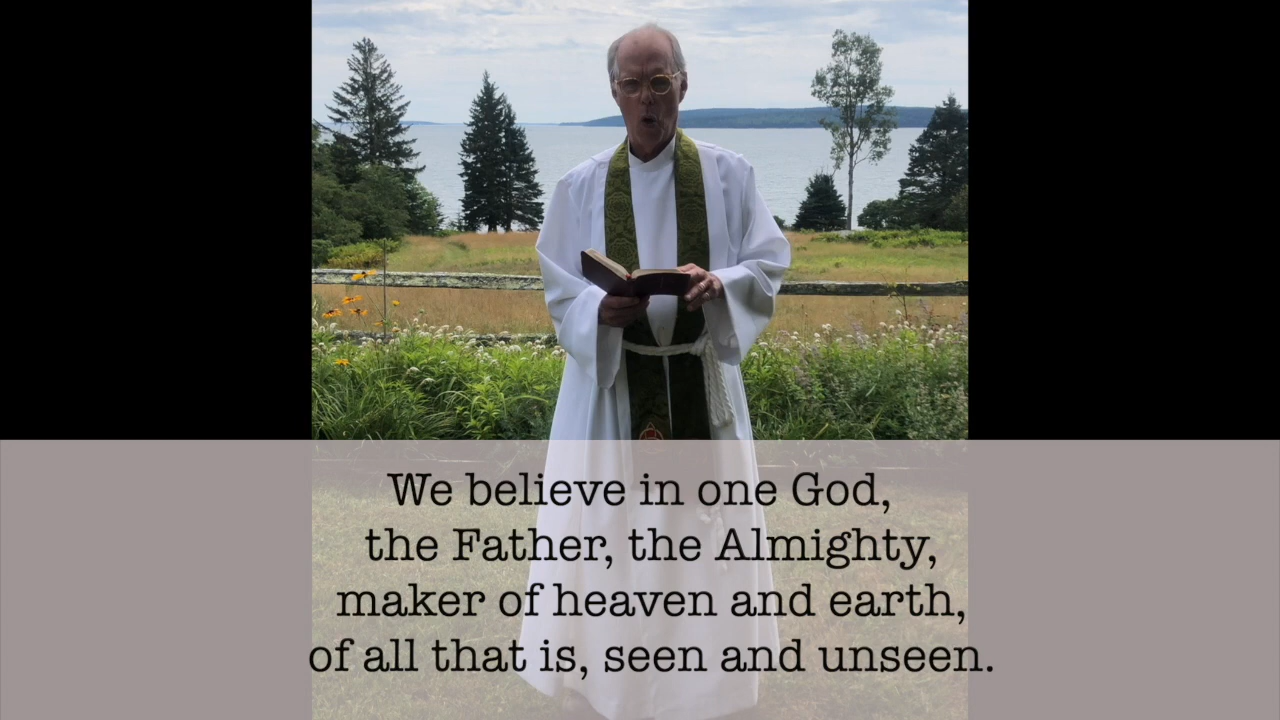 We believe in one God,
the Father, the Almighty,
maker of heaven and earth,
of all that is, seen and unseen.